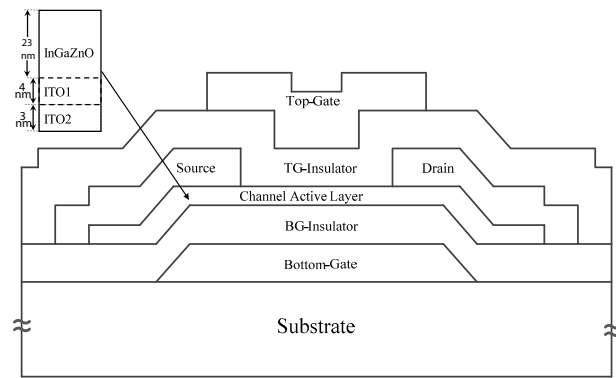 23
nm
InGaZnO
4
nm
ITO1
3
nm
ITO2
Top-Gate
Source
TG-Insulator
Drain
Channel Active Layer
BG-Insulator
Bottom-Gate
Substrate